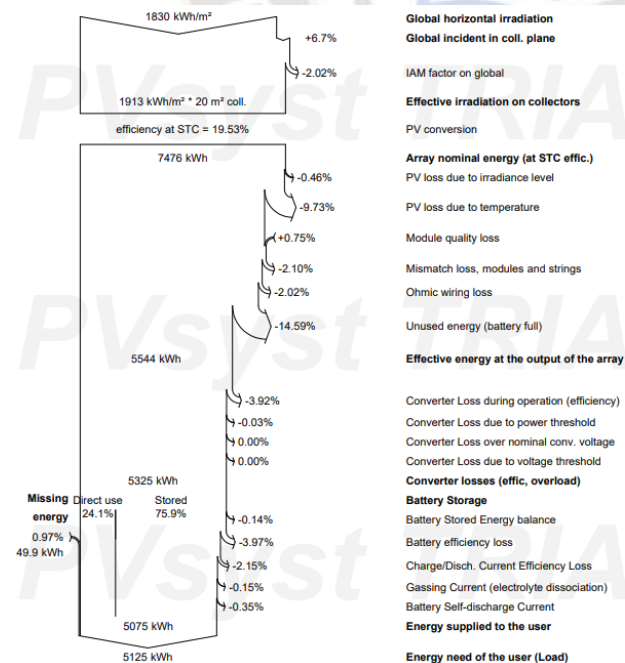 1830 kWh/m² Global horizontal irradiation
+6.7% Global incident in coll. plane
-2.02% IAM factor on global
1913 kWh/m² * 20 m² coll. Effective irradiation on collectors
efficiency at STC = 19.53% PV conversion
7476 kWh Array nominal energy (at STC effic.)
-0.46% PV loss due to irradiance level
-9.73% PV loss due to temperature
+0.75% Module quality loss
-2.10% Mismatch loss, modules and strings
-2.02% Ohmic wiring loss
-14.59% Unused energy (battery full)
5544 kWh Effective energy at the output of the array
-3.92% Converter Loss during operation (efficiency)
-0.03% Converter Loss due to power threshold
0.00% Converter Loss over nominal conv. voltage
0.00% Converter Loss due to voltage threshold
5325 kWh Converter losses (effic, overload)
Missing Direct use Stored Battery Storage
energy 24.1% 75.9%
-0.14% Battery Stored Energy balance
0.97% -3.97% Battery efficiency loss
49.9 kWh
-2.15% Charge/Disch. Current Efficiency Loss
-0.15% Gassing Current (electrolyte dissociation)
-0.35% Battery Self-discharge Current
5075 kWh Energy supplied to the user
5125 kWh Energy need of the user (Load)
PVsyst TRIA
PVsyst TRIA
PVsyst TRIA